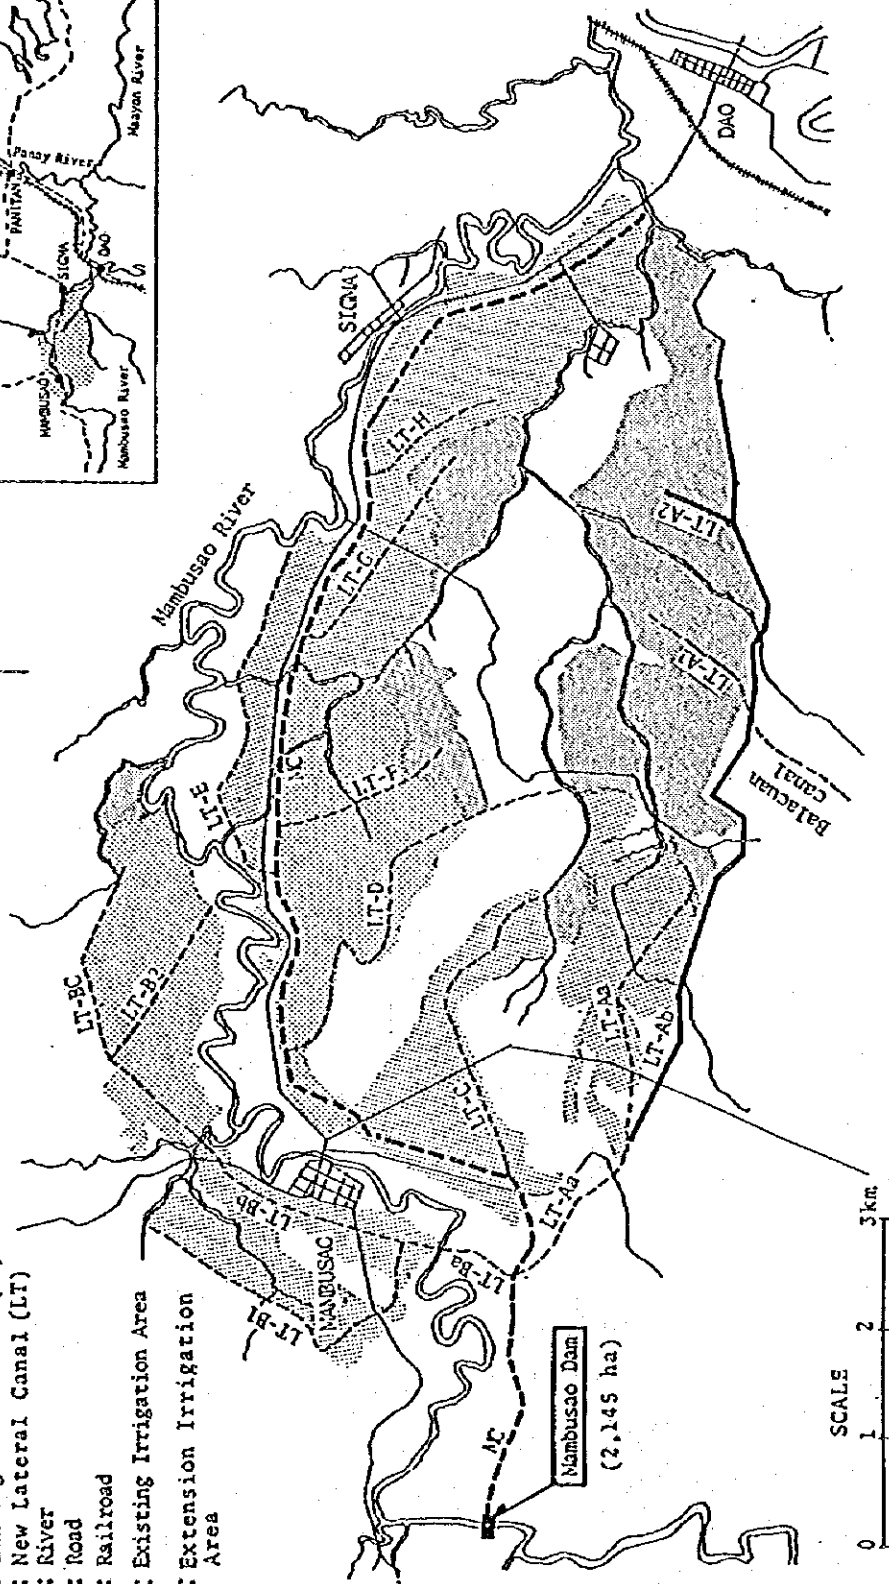 : New Lateral Canal (LT)
: River
: Road
: Railroad
: Existing Irrigation Area
: Extension Irrigation
Area
MAMBUSAO
SIGMA
DAO
PANITAN
Panay River
Maayon River
Mambusao River
Mambusao River
SIGMA
DAO
MAMBUSAO
LT-BC
LT-B2
LT-Bb
LT-B1
LT-Ba
LT-E
LT-F
LT-D
LT-G
LT-H
LT-C
LT-Aa
LT-A3
LT-Ab
LT-A1
LT-A2
MC
MC
Balacuan
canal
Mambusao Dam
(2,145 ha)
SCALE
0 1 2 3km